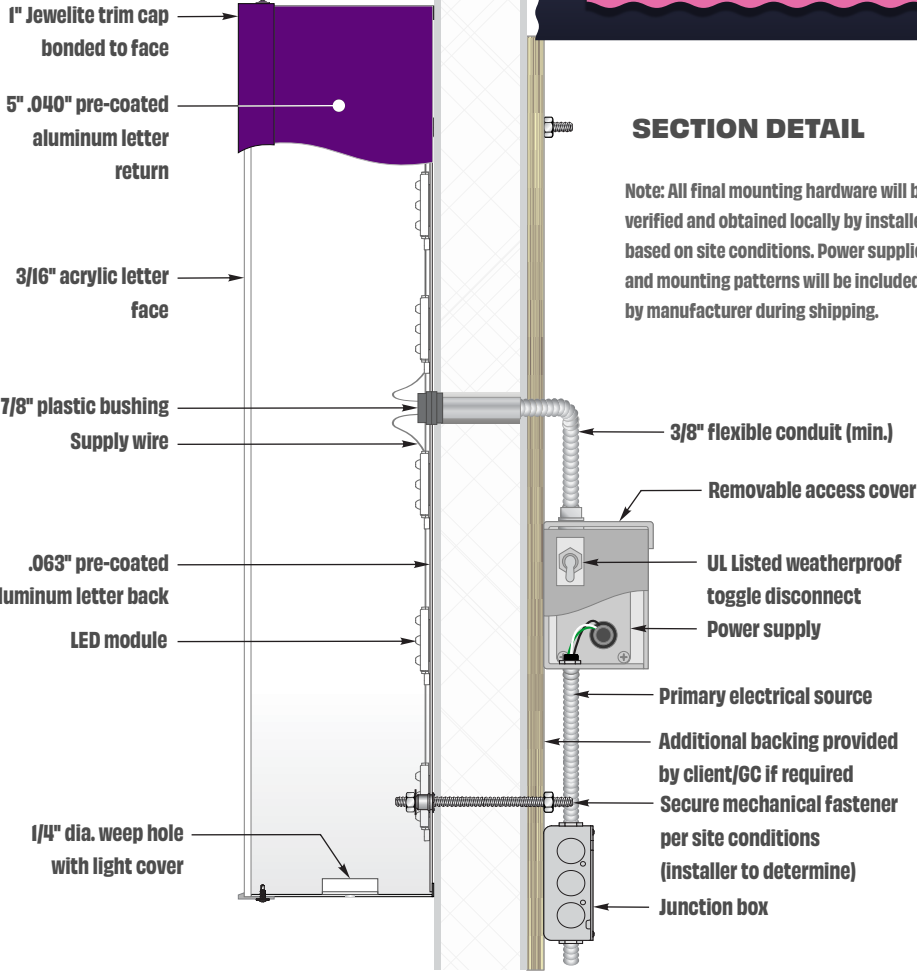 1" Jewelite trim cap
bonded to face
5" .040" pre-coated
aluminum letter
return
3/16" acrylic letter
face
7/8" plastic bushing
Supply wire
.063" pre-coated
luminum letter back
LED module
1/4" dia. weep hole
with light cover
SECTION DETAIL
Note: All final mounting hardware will b
verified and obtained locally by installe
based on site conditions. Power supplie
and mounting patterns will be included
by manufacturer during shipping.
3/8" flexible conduit (min.)
Removable access cover
UL Listed weatherproof
toggle disconnect
Power supply
Primary electrical source
Additional backing provided
by client/GC if required
Secure mechanical fastener
per site conditions
(installer to determine)
Junction box